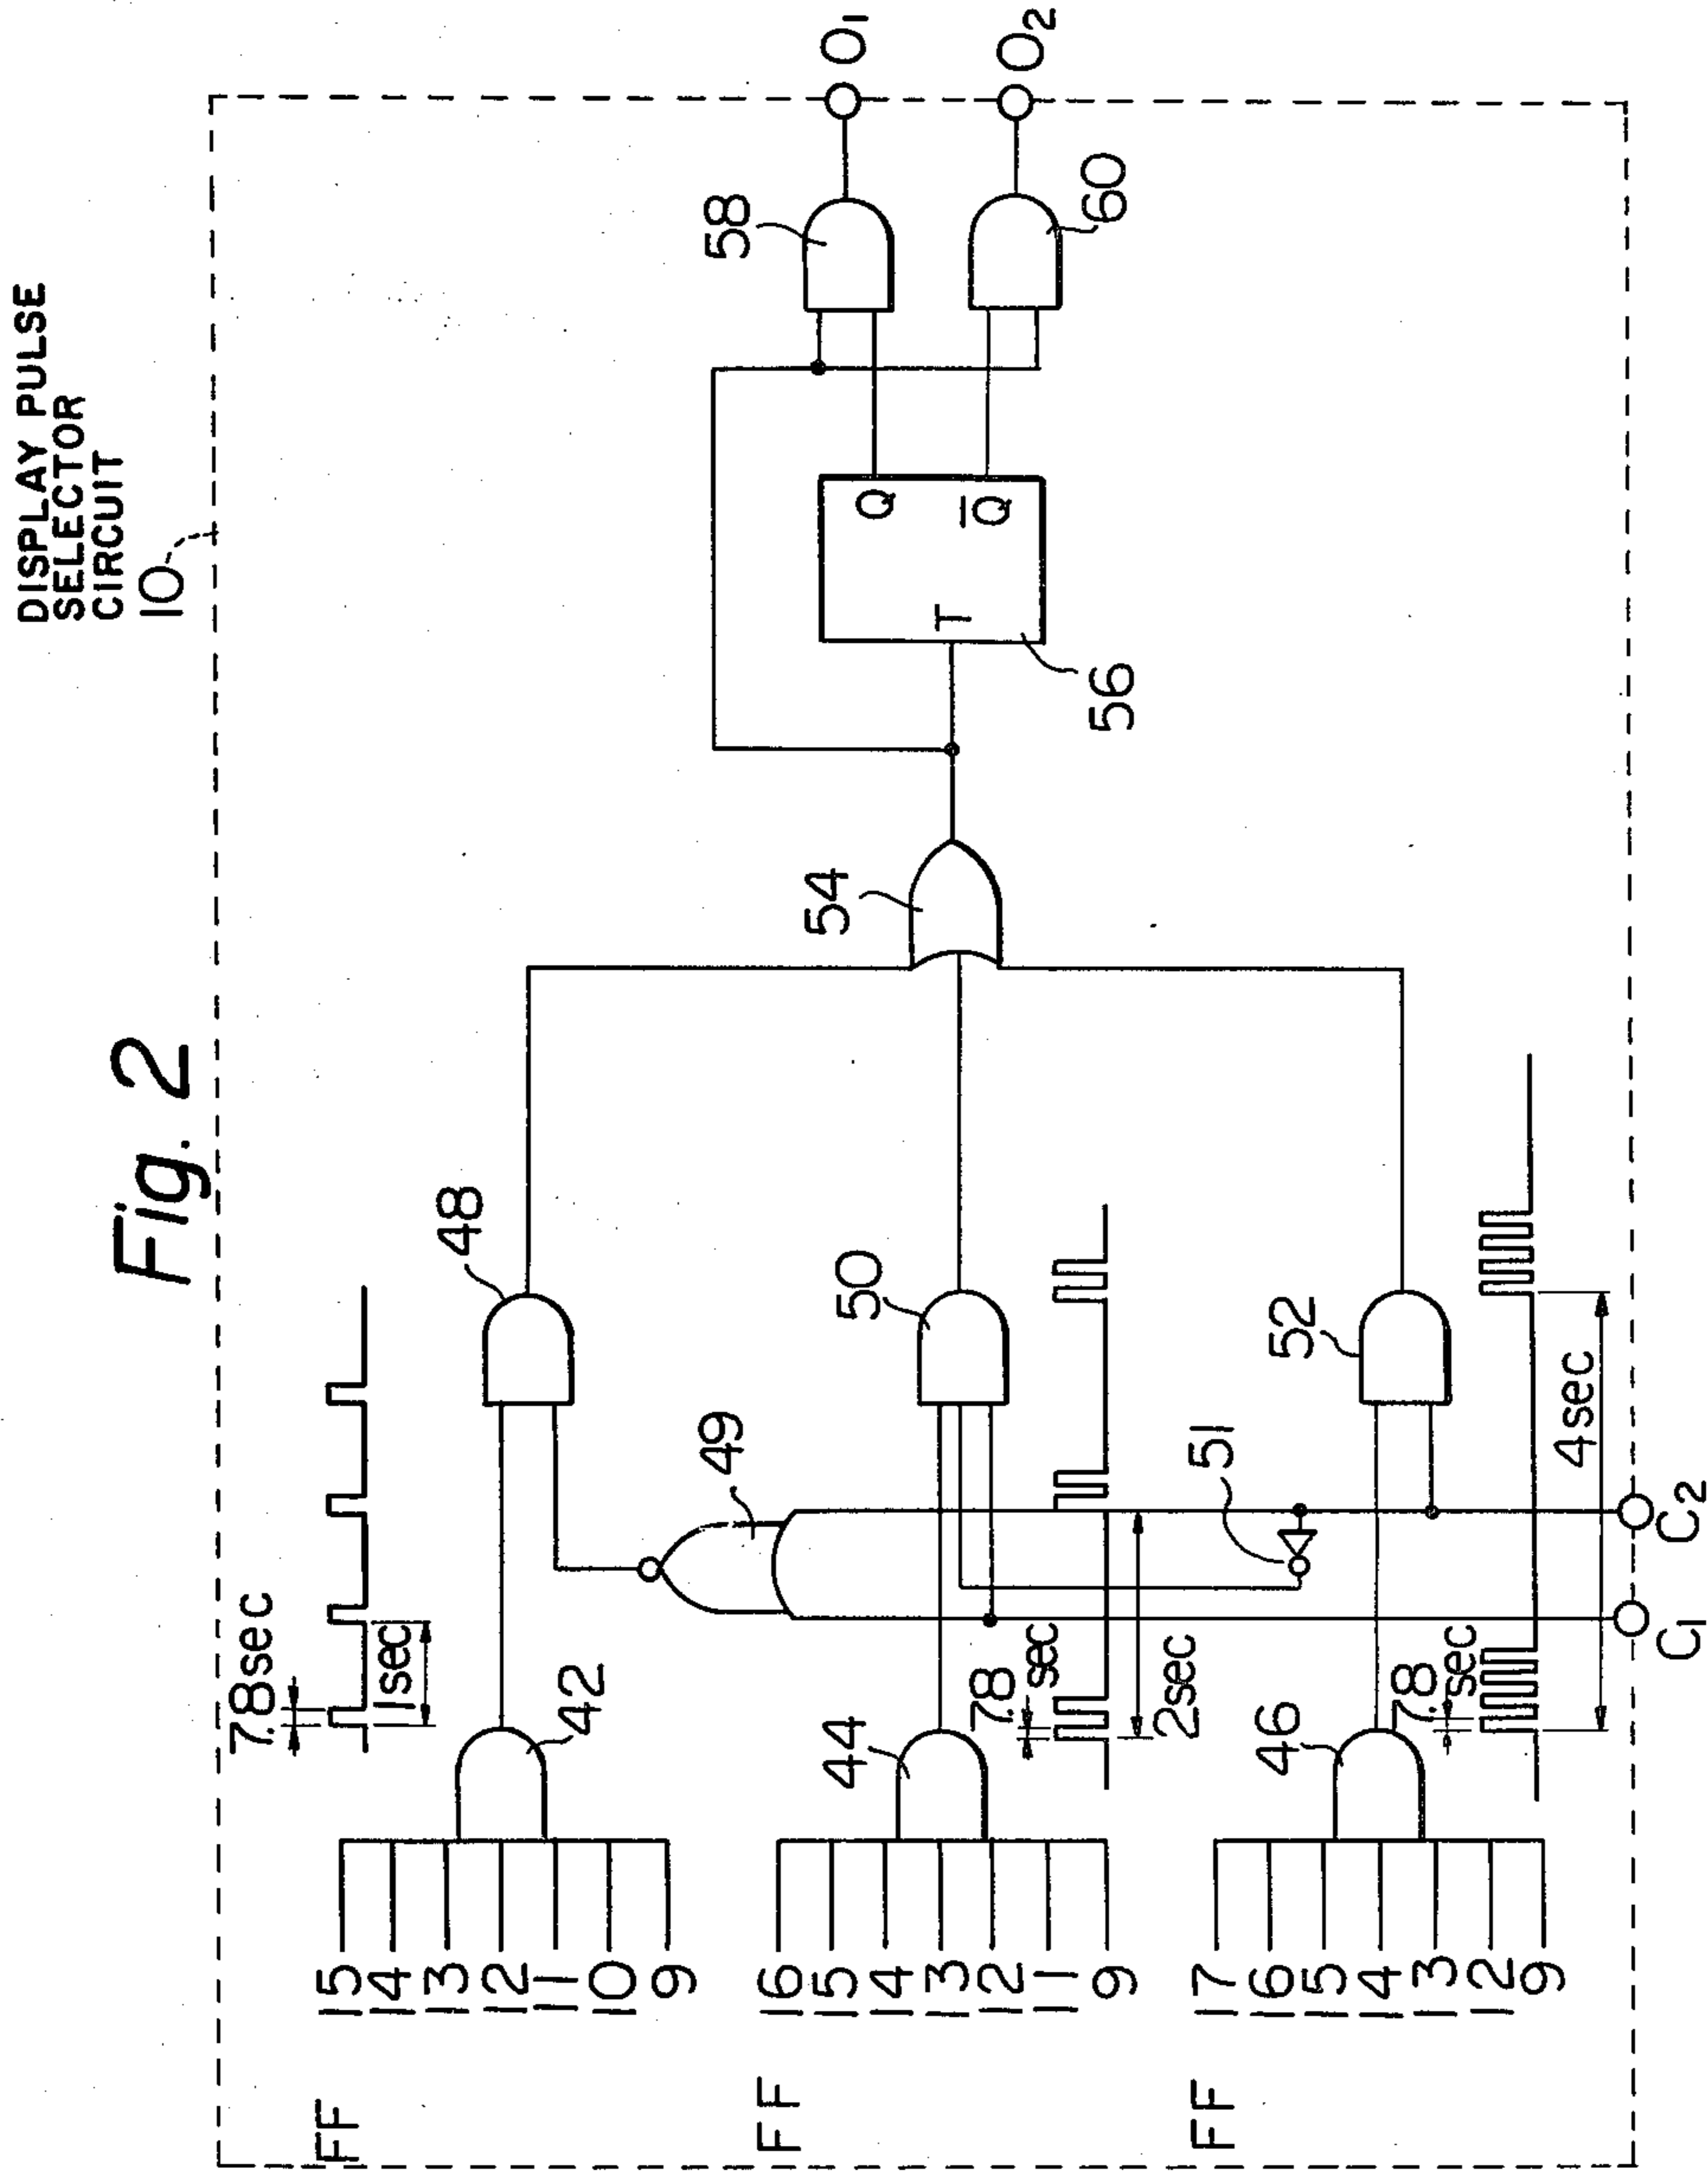 Fig. 2
DISPLAY PULSE
SELECTOR
CIRCUIT
10
FF
15
14
13
12
11
10
9
7.8sec
1sec
42
48
49
FF
16
15
14
13
12
11
9
44
7.8
sec
2sec
50
51
FF
17
16
15
14
13
12
9
46
7.8
sec
4sec
52
54
56
T
Q
Q̅
58
60
O1
O2
C1
C2